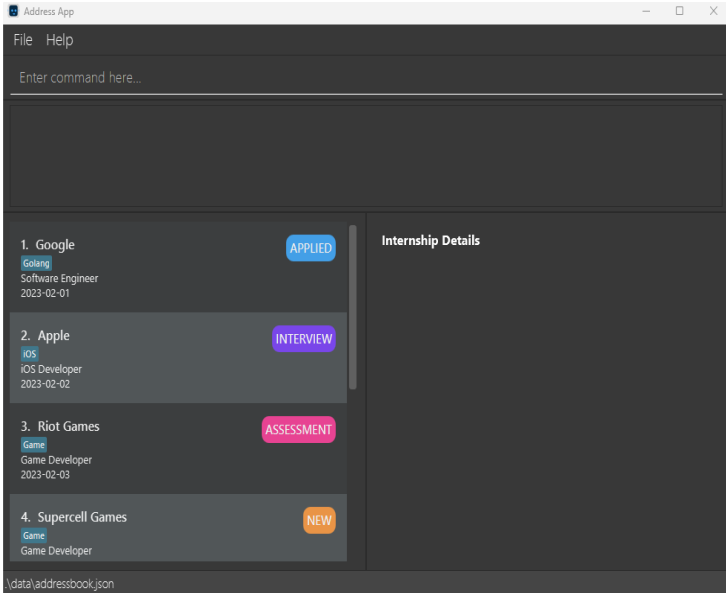 Address App
File Help
Enter command here...
1. Google
APPLIED
Golang
Software Engineer
2023-02-01
2. Apple
INTERVIEW
iOS
iOS Developer
2023-02-02
3. Riot Games
ASSESSMENT
Game
Game Developer
2023-02-03
4. Supercell Games
NEW
Game
Game Developer
Internship Details
.\data\addressbook.json